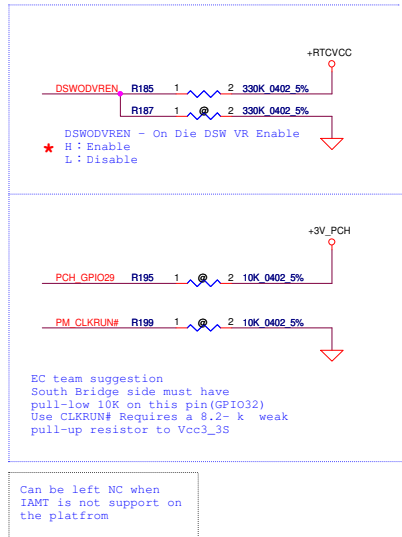 +RTCVCC
DSWODVREN R185 1 2 330K_0402_5%
R187 1 @ 2 330K_0402_5%
DSWODVREN - On Die DSW VR Enable
H:Enable
L:Disable
+3V_PCH
PCH_GPIO29 R195 1 @ 2 10K_0402_5%
PM_CLKRUN# R199 1 @ 2 10K_0402_5%
EC team suggestion
South Bridge side must have
pull-low 10K on this pin(GPIO32)
Use CLKRUN# Requires a 8.2- k weak
pull-up resistor to Vcc3_3S
Can be left NC when
IAMT is not support on
the platfrom